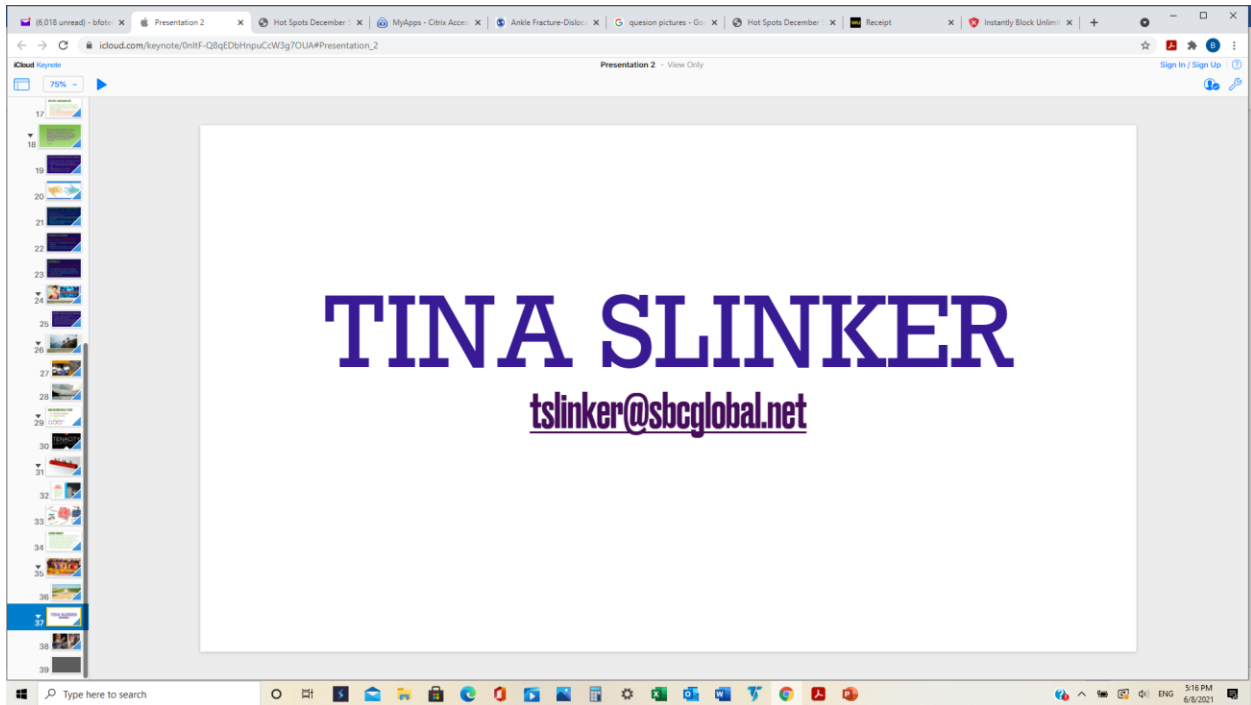 (6,018 unread) - bfote
Presentation 2
Hot Spots December
MyApps - Citrix Acces
Ankle Fracture-Disloc
quesion pictures - Go
Hot Spots December
Receipt
Instantly Block Unlimi
icloud.com/keynote/0nltF-Q8qEDbHnpuCcW3g7OUA#Presentation_2
iCloud Keynote
Presentation 2 - View Only
Sign In / Sign Up
75%
17
18
19
20
21
22
23
24
25
26
27
28
29
30
TENACITY
31
32
33
34
35
36
37
TINA SLINKER
38
39
TINA SLINKER
tslinker@sbcglobal.net
Type here to search
ENG
5:16 PM
6/8/2021